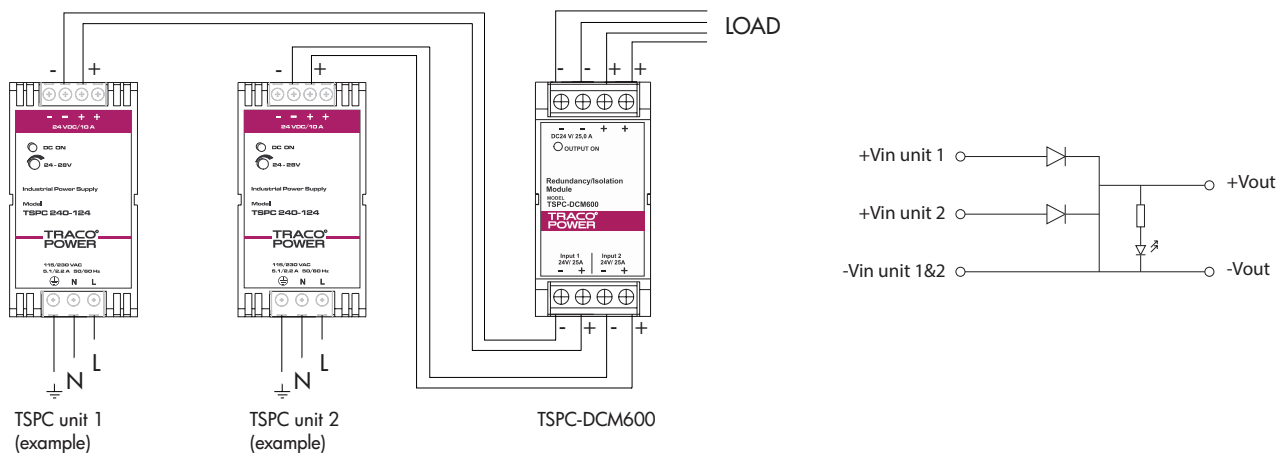 LOAD
- +
- +
- - + +
- - + +
24 VDC/10 A
DC ON
24 - 28V
Industrial Power Supply
Model
TSPC 240-124
TRACO®
POWER
115/230 VAC
5.1/2.2 A 50/60 Hz
N L
L
N
TSPC unit 1
(example)
- - + +
24 VDC/10 A
DC ON
24 - 28V
Industrial Power Supply
Model
TSPC 240-124
TRACO®
POWER
115/230 VAC
5.1/2.2 A 50/60 Hz
N L
L
N
TSPC unit 2
(example)
- - + +
DC24 V/ 25,0 A
OUTPUT ON
Redundancy/Isolation
Module
MODEL
TSPC-DCM600
TRACO®
POWER
Input 1 Input 2
24V/ 25A 24V/ 25A
- + - +
- + - +
TSPC-DCM600
+Vin unit 1
+Vout
+Vin unit 2
-Vin unit 1&2
-Vout